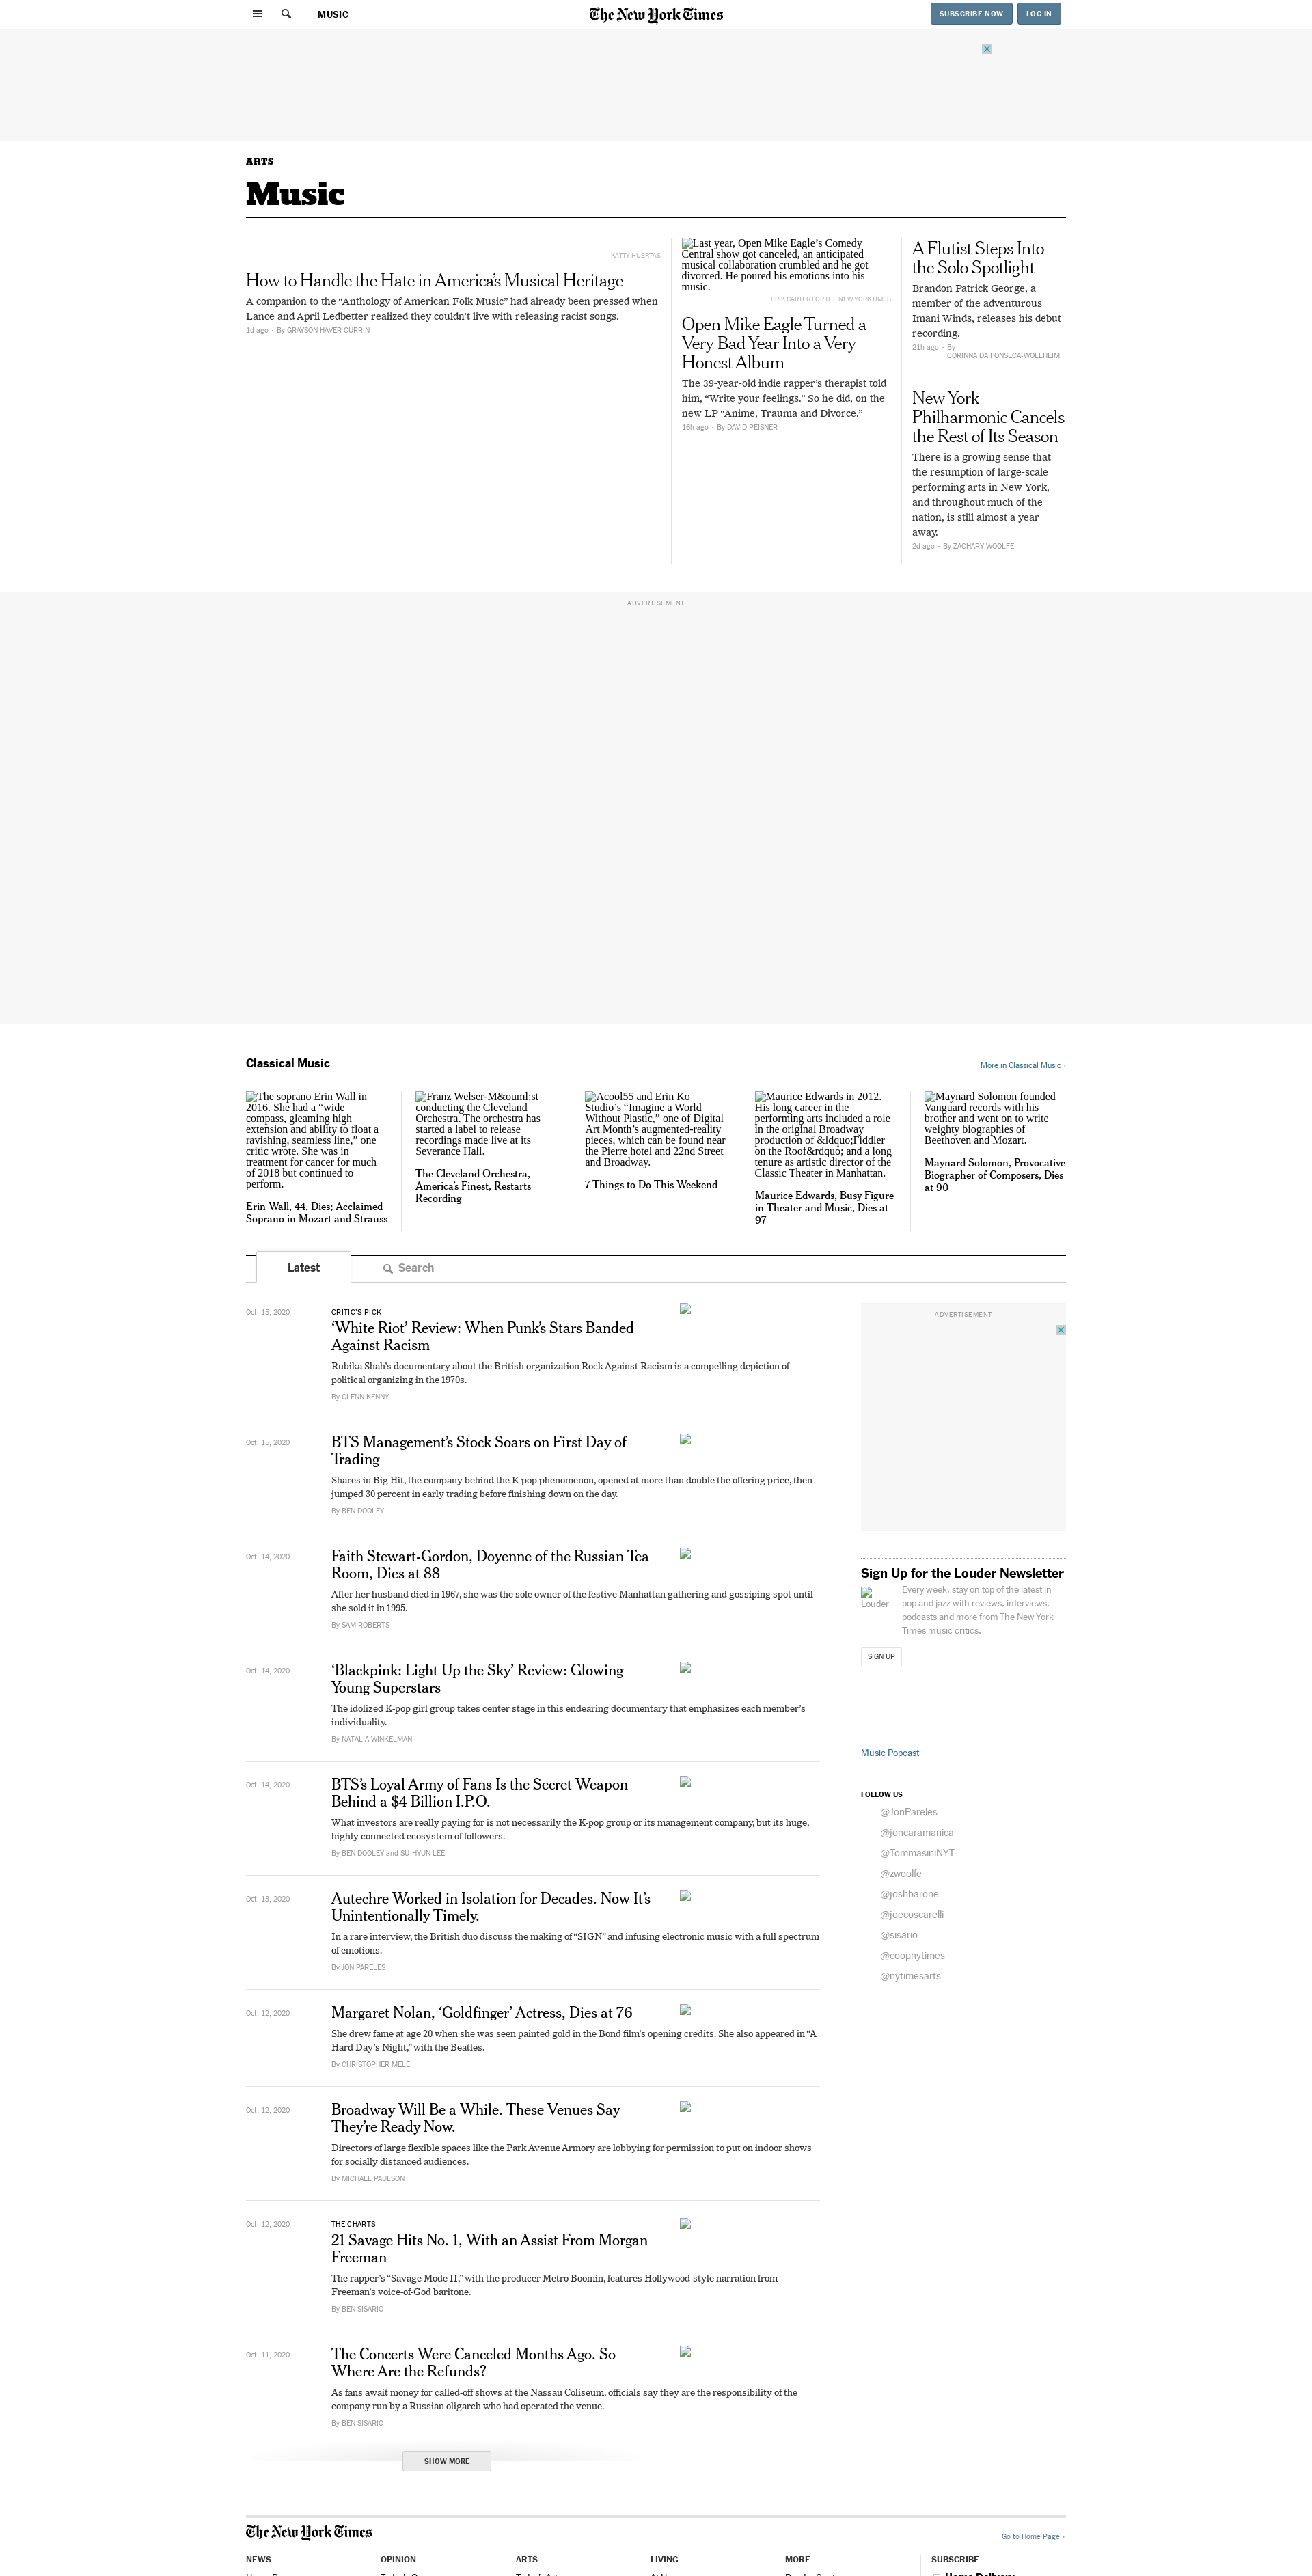 MUSIC
The New York Times
SUBSCRIBE NOW
LOG IN
ARTS
Music
KATTY HUERTAS
How to Handle the Hate in America’s Musical Heritage
A companion to the “Anthology of American Folk Music” had already been pressed when
Lance and April Ledbetter realized they couldn’t live with releasing racist songs.
1d ago • By GRAYSON HAVER CURRIN
Last year, Open Mike Eagle’s Comedy
Central show got canceled, an anticipated
musical collaboration crumbled and he got
divorced. He poured his emotions into his
music.
ERIK CARTER FOR THE NEW YORK TIMES
Open Mike Eagle Turned a
Very Bad Year Into a Very
Honest Album
The 39-year-old indie rapper’s therapist told
him, “Write your feelings.” So he did, on the
new LP “Anime, Trauma and Divorce.”
16h ago • By DAVID PEISNER
A Flutist Steps Into
the Solo Spotlight
Brandon Patrick George, a
member of the adventurous
Imani Winds, releases his debut
recording.
21h ago • By
CORINNA DA FONSECA-WOLLHEIM
New York
Philharmonic Cancels
the Rest of Its Season
There is a growing sense that
the resumption of large-scale
performing arts in New York,
and throughout much of the
nation, is still almost a year
away.
2d ago • By ZACHARY WOOLFE
ADVERTISEMENT
Classical Music
More in Classical Music ›
The soprano Erin Wall in
2016. She had a “wide
compass, gleaming high
extension and ability to float a
ravishing, seamless line,” one
critic wrote. She was in
treatment for cancer for much
of 2018 but continued to
perform.
Erin Wall, 44, Dies; Acclaimed
Soprano in Mozart and Strauss
Franz Welser-M&ouml;st
conducting the Cleveland
Orchestra. The orchestra has
started a label to release
recordings made live at its
Severance Hall.
The Cleveland Orchestra,
America’s Finest, Restarts
Recording
Acool55 and Erin Ko
Studio’s “Imagine a World
Without Plastic,” one of Digital
Art Month’s augmented-reality
pieces, which can be found near
the Pierre hotel and 22nd Street
and Broadway.
7 Things to Do This Weekend
Maurice Edwards in 2012.
His long career in the
performing arts included a role
in the original Broadway
production of &ldquo;Fiddler
on the Roof&rdquo; and a long
tenure as artistic director of the
Classic Theater in Manhattan.
Maurice Edwards, Busy Figure
in Theater and Music, Dies at
97
Maynard Solomon founded
Vanguard records with his
brother and went on to write
weighty biographies of
Beethoven and Mozart.
Maynard Solomon, Provocative
Biographer of Composers, Dies
at 90
Latest
Search
Oct. 15, 2020
CRITIC’S PICK
‘White Riot’ Review: When Punk’s Stars Banded
Against Racism
Rubika Shah’s documentary about the British organization Rock Against Racism is a compelling depiction of
political organizing in the 1970s.
By GLENN KENNY
Oct. 15, 2020
BTS Management’s Stock Soars on First Day of
Trading
Shares in Big Hit, the company behind the K-pop phenomenon, opened at more than double the offering price, then
jumped 30 percent in early trading before finishing down on the day.
By BEN DOOLEY
Oct. 14, 2020
Faith Stewart-Gordon, Doyenne of the Russian Tea
Room, Dies at 88
After her husband died in 1967, she was the sole owner of the festive Manhattan gathering and gossiping spot until
she sold it in 1995.
By SAM ROBERTS
Oct. 14, 2020
‘Blackpink: Light Up the Sky’ Review: Glowing
Young Superstars
The idolized K-pop girl group takes center stage in this endearing documentary that emphasizes each member’s
individuality.
By NATALIA WINKELMAN
Oct. 14, 2020
BTS’s Loyal Army of Fans Is the Secret Weapon
Behind a $4 Billion I.P.O.
What investors are really paying for is not necessarily the K-pop group or its management company, but its huge,
highly connected ecosystem of followers.
By BEN DOOLEY and SU-HYUN LEE
Oct. 13, 2020
Autechre Worked in Isolation for Decades. Now It’s
Unintentionally Timely.
In a rare interview, the British duo discuss the making of “SIGN” and infusing electronic music with a full spectrum
of emotions.
By JON PARELES
Oct. 12, 2020
Margaret Nolan, ‘Goldfinger’ Actress, Dies at 76
She drew fame at age 20 when she was seen painted gold in the Bond film’s opening credits. She also appeared in “A
Hard Day’s Night,” with the Beatles.
By CHRISTOPHER MELE
Oct. 12, 2020
Broadway Will Be a While. These Venues Say
They’re Ready Now.
Directors of large flexible spaces like the Park Avenue Armory are lobbying for permission to put on indoor shows
for socially distanced audiences.
By MICHAEL PAULSON
Oct. 12, 2020
THE CHARTS
21 Savage Hits No. 1, With an Assist From Morgan
Freeman
The rapper’s “Savage Mode II,” with the producer Metro Boomin, features Hollywood-style narration from
Freeman’s voice-of-God baritone.
By BEN SISARIO
Oct. 11, 2020
The Concerts Were Canceled Months Ago. So
Where Are the Refunds?
As fans await money for called-off shows at the Nassau Coliseum, officials say they are the responsibility of the
company run by a Russian oligarch who had operated the venue.
By BEN SISARIO
SHOW MORE
ADVERTISEMENT
Sign Up for the Louder Newsletter
Louder
Every week, stay on top of the latest in
pop and jazz with reviews, interviews,
podcasts and more from The New York
Times music critics.
SIGN UP
Music Popcast
FOLLOW US
@JonPareles
@joncaramanica
@TommasiniNYT
@zwoolfe
@joshbarone
@joecoscarelli
@sisario
@coopnytimes
@nytimesarts
The New York Times
Go to Home Page »
NEWS
OPINION
ARTS
LIVING
MORE
SUBSCRIBE